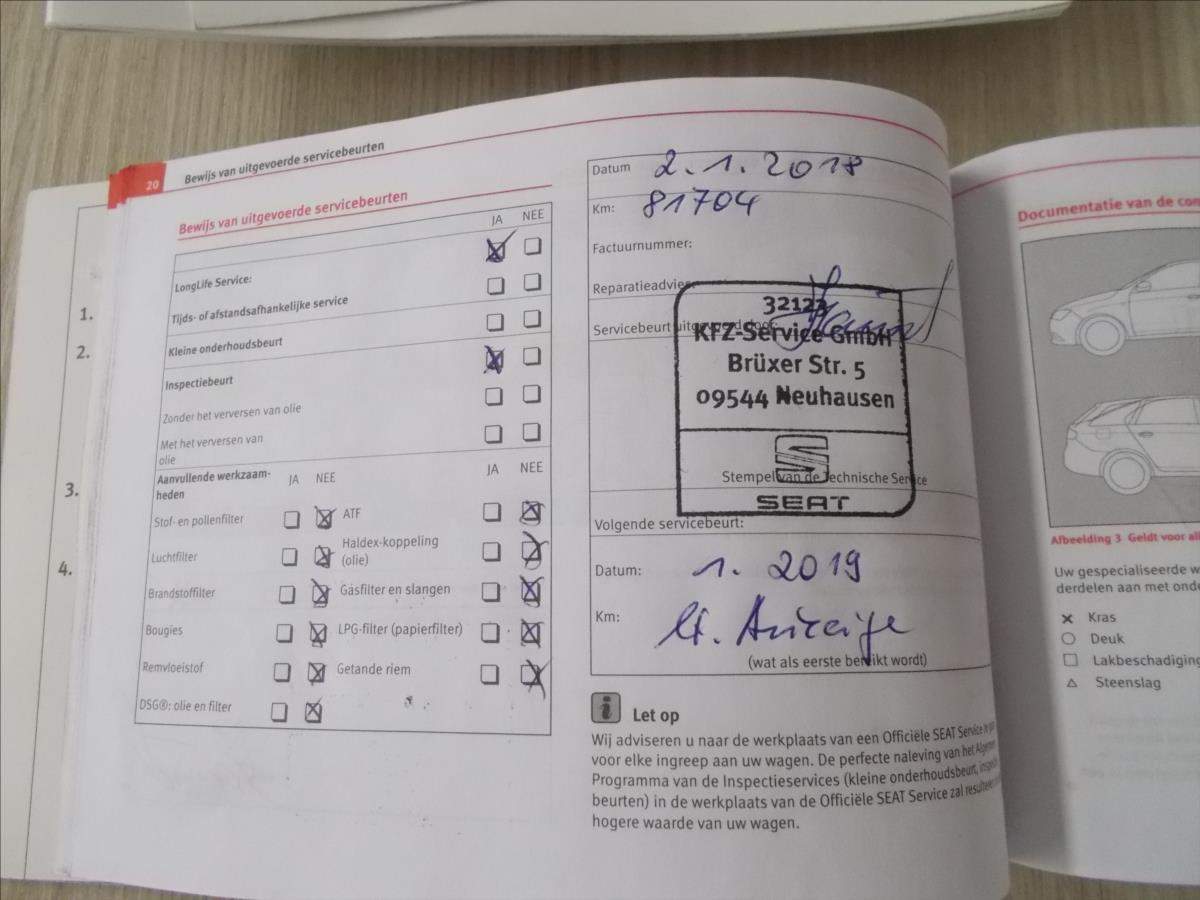 20
Bewijs van uitgevoerde servicebeurten
Bewijs van uitgevoerde servicebeurten
JA NEE
LongLife Service:
Tijds- of afstandsafhankelijke service
Kleine onderhoudsbeurt
Inspectiebeurt
Zonder het verversen van olie
Met het verversen van
olie
Aanvullende werkzaam-
heden
JA NEE
JA NEE
Stof- en pollenfilter
ATF
Luchtfilter
Haldex-koppeling
(olie)
Brandstoffilter
Gasfilter en slangen
Bougies
LPG-filter (papierfilter)
Remvloeistof
Getande riem
DSG®: olie en filter
1.
2.
3.
4.
Datum 2.1.2018
Km: 81704
Factuurnummer:
Reparatieadvies
Servicebeurt uitgevoerd door:
32123
KFZ-Service GmbH
Brüxer Str. 5
09544 Neuhausen
S
SEAT
Stempel van de Technische Service
Volgende servicebeurt:
Datum: 1. 2019
Km: lt. Anzeige
(wat als eerste bereikt wordt)
i Let op
Wij adviseren u naar de werkplaats van een Officiële SEAT Service
voor elke ingreep aan uw wagen. De perfecte naleving van het
Programma van de Inspectieservices (kleine onderhoudsbeurt,
beurten) in de werkplaats van de Officiële SEAT Service zal
hogere waarde van uw wagen.
Documentatie van de con
Afbeelding 3 Geldt voor al
Uw gespecialiseerde w
derdelen aan met ond
Kras
Deuk
Lakbeschadiging
Steenslag